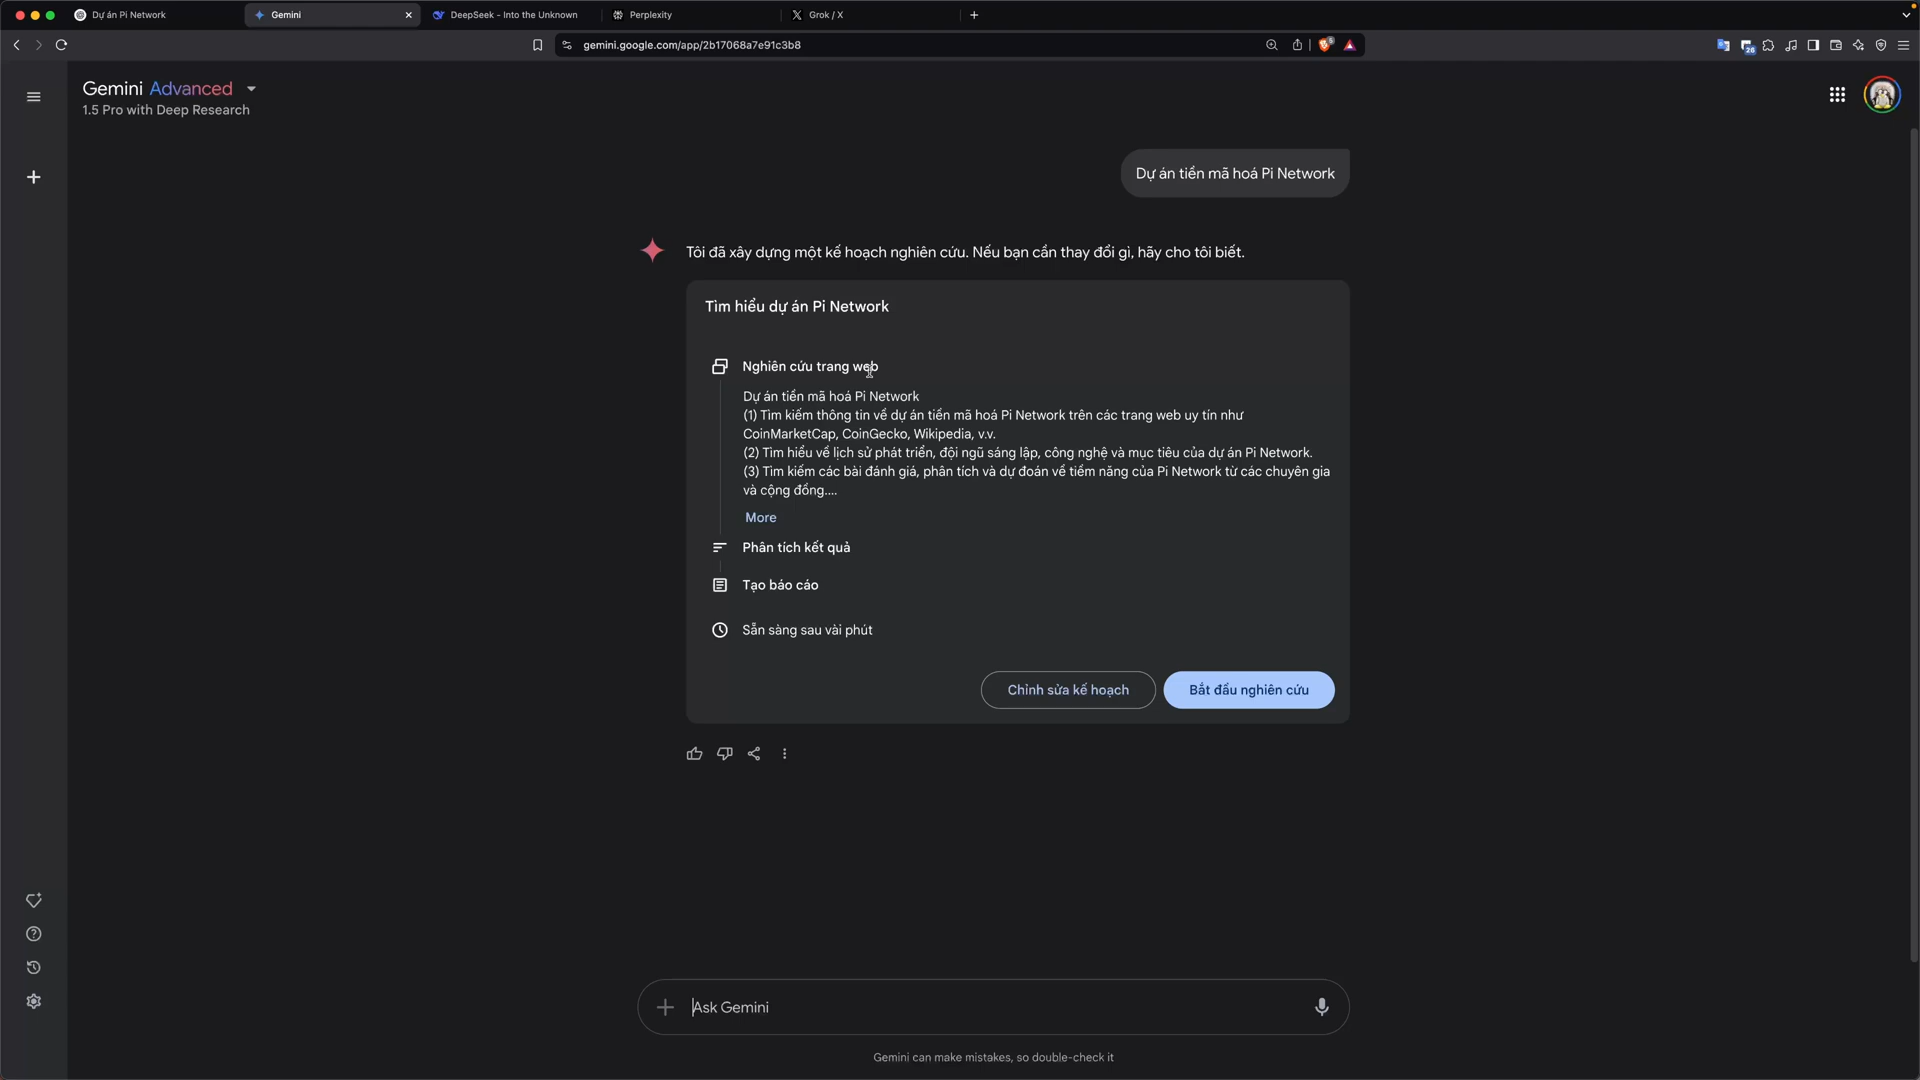 Dự án Pi Network
Gemini
DeepSeek - Into the Unknown
Perplexity
Grok / X
gemini.google.com/app/2b17068a7e91c3b8
5
26
Gemini Advanced
1.5 Pro with Deep Research
Dự án tiền mã hoá Pi Network
Tôi đã xây dựng một kế hoạch nghiên cứu. Nếu bạn cần thay đổi gì, hãy cho tôi biết.
Tìm hiểu dự án Pi Network
Nghiên cứu trang web
Dự án tiền mã hoá Pi Network
(1) Tìm kiếm thông tin về dự án tiền mã hoá Pi Network trên các trang web uy tín như
CoinMarketCap, CoinGecko, Wikipedia, v.v.
(2) Tìm hiểu về lịch sử phát triển, đội ngũ sáng lập, công nghệ và mục tiêu của dự án Pi Network.
(3) Tìm kiếm các bài đánh giá, phân tích và dự đoán về tiềm năng của Pi Network từ các chuyên gia
và cộng đồng....
More
Phân tích kết quả
Tạo báo cáo
Sẵn sàng sau vài phút
Chỉnh sửa kế hoạch
Bắt đầu nghiên cứu
Ask Gemini
Gemini can make mistakes, so double-check it